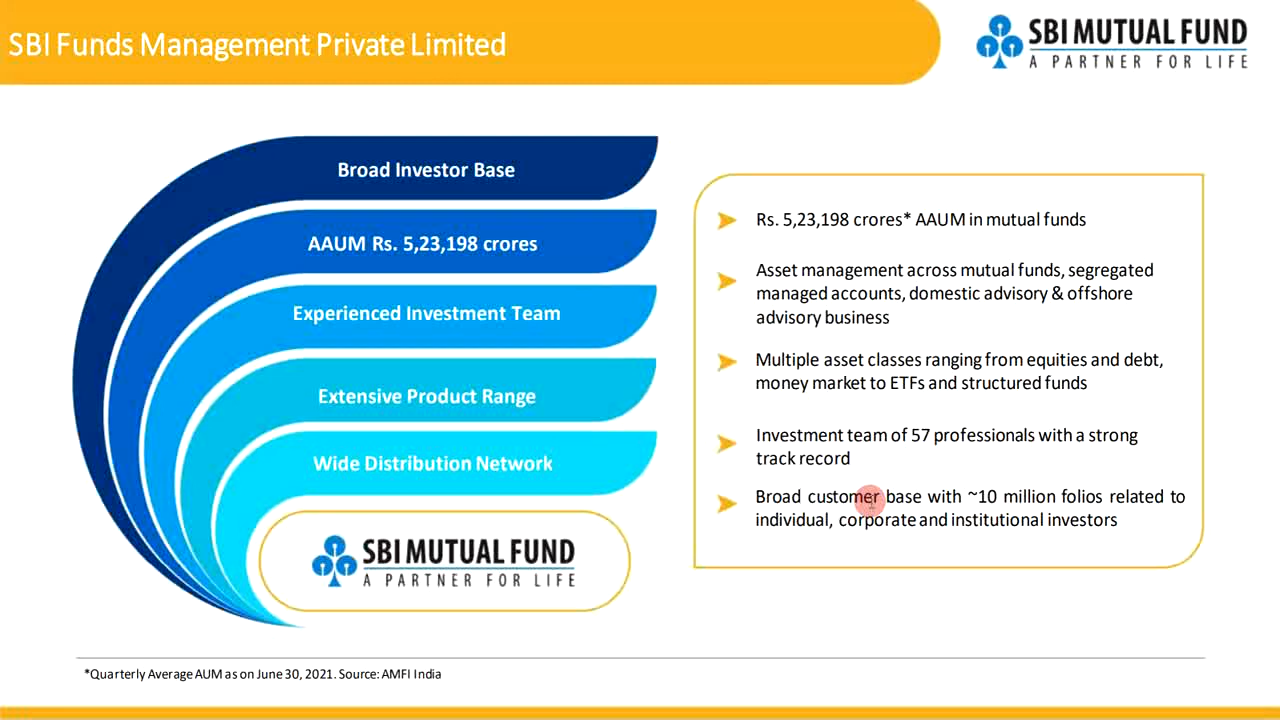 SBI Funds Management Private Limited
SBI MUTUAL FUND
A PARTNER FOR LIFE
Broad Investor Base
AAUM Rs. 5,23,198 crores
Experienced Investment Team
Extensive Product Range
Wide Distribution Network
SBI MUTUAL FUND
A PARTNER FOR LIFE
Rs. 5,23,198 crores* AAUM in mutual funds
Asset management across mutual funds, segregated
managed accounts, domestic advisory & offshore
advisory business
Multiple asset classes ranging from equities and debt,
money market to ETFs and structured funds
Investment team of 57 professionals with a strong
track record
Broad customer base with ~10 million folios related to
individual, corporate and institutional investors
*Quarterly Average AUM as on June 30, 2021. Source: AMFI India